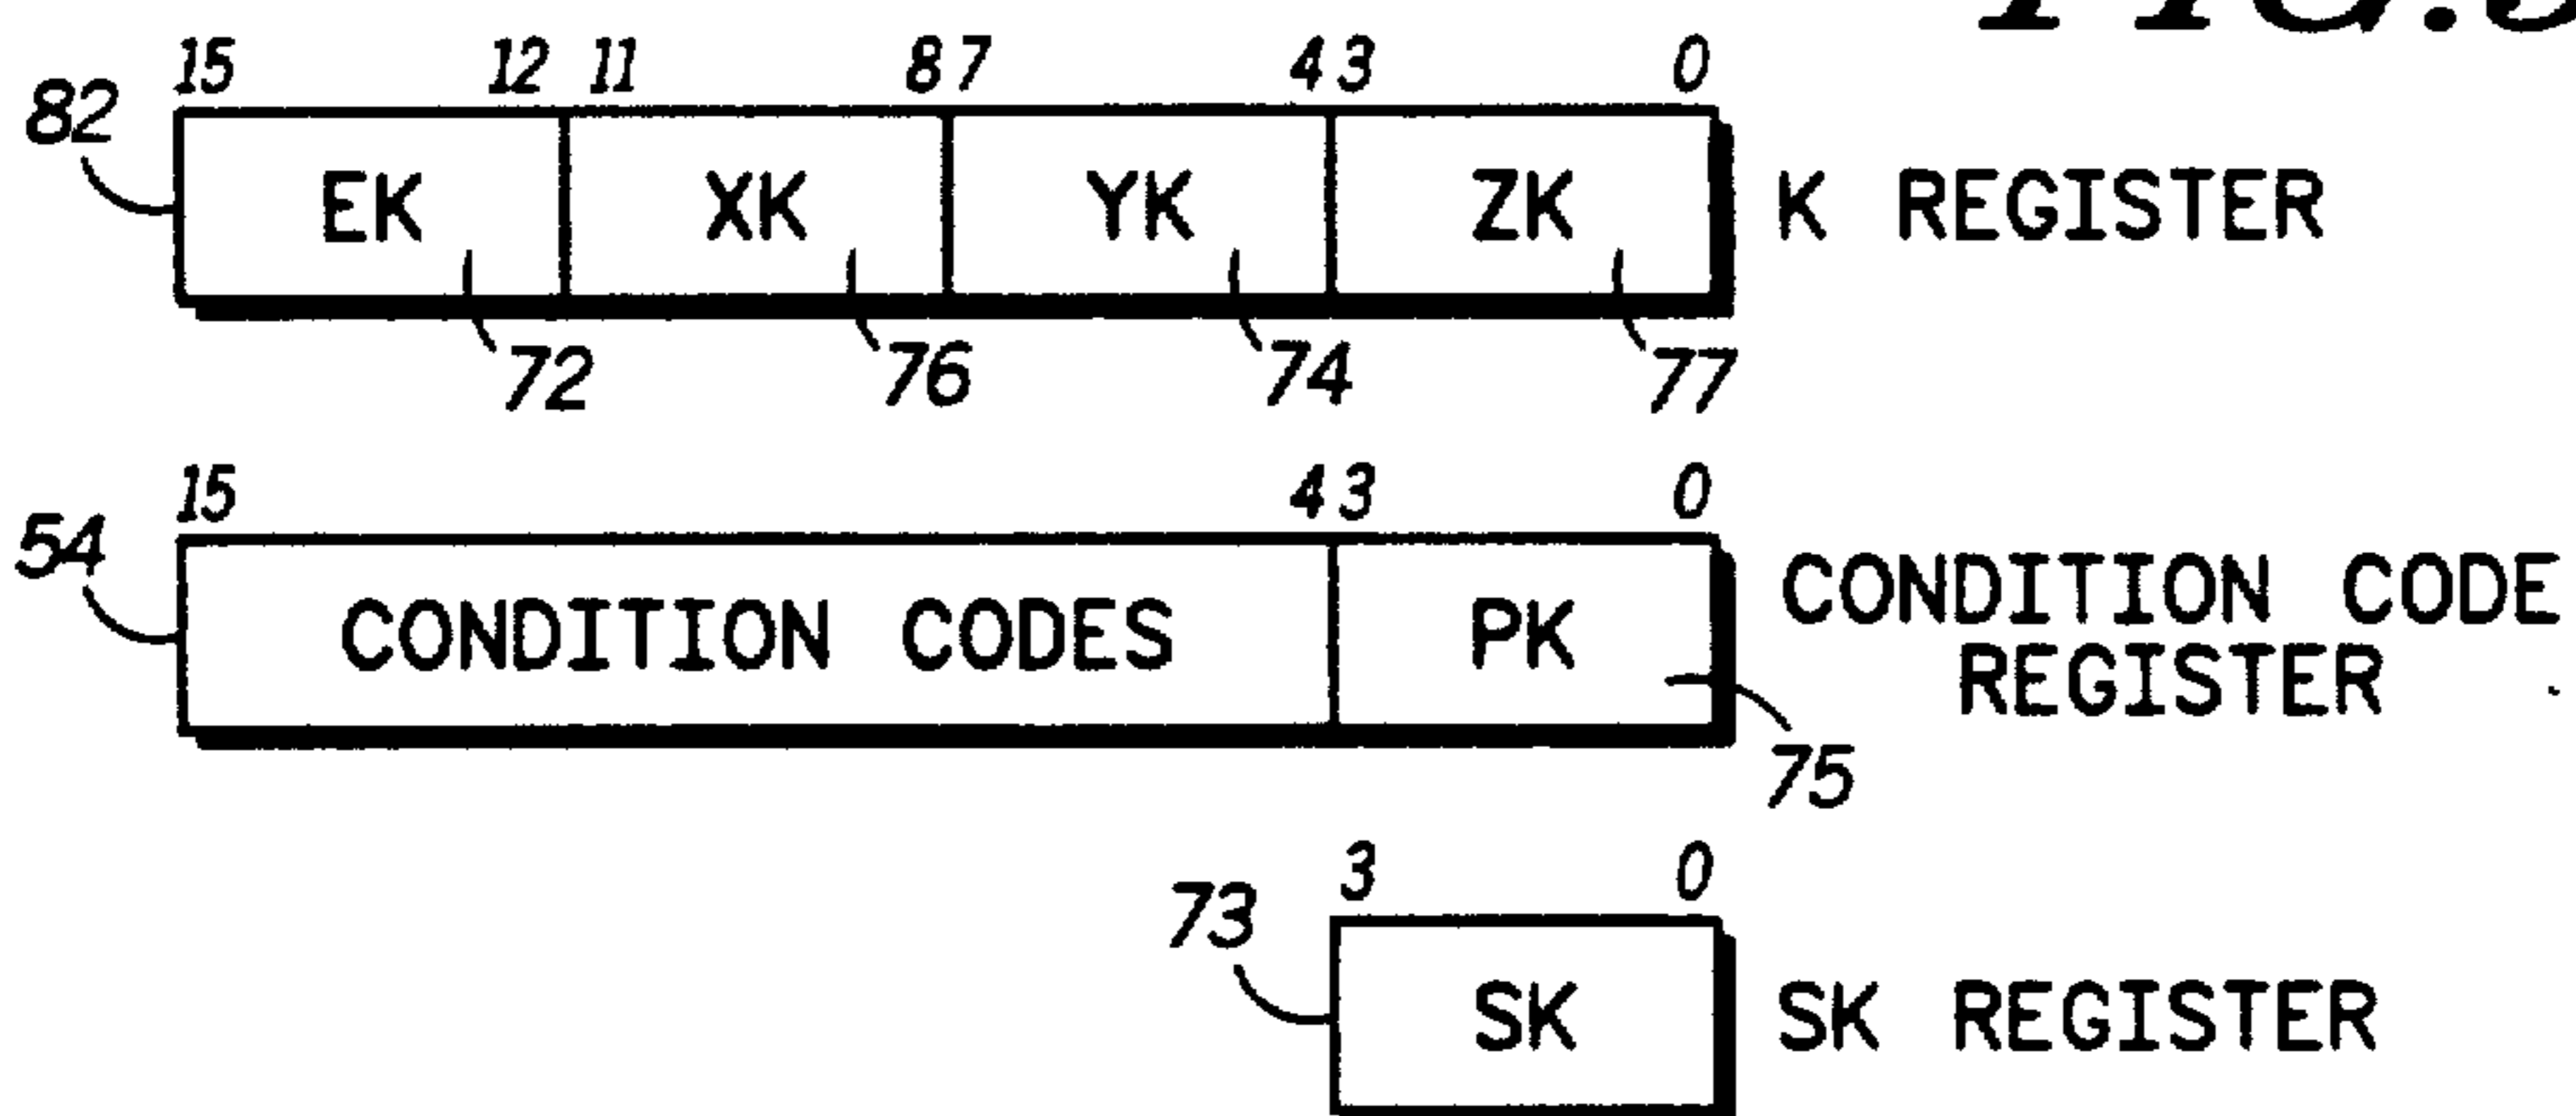 15 12 11 8 7 4 3 0
82
EK XK YK ZK K REGISTER
72 76 74 77
15 4 3 0
54
CONDITION CODES PK CONDITION CODE
REGISTER
75
3 0
73
SK SK REGISTER